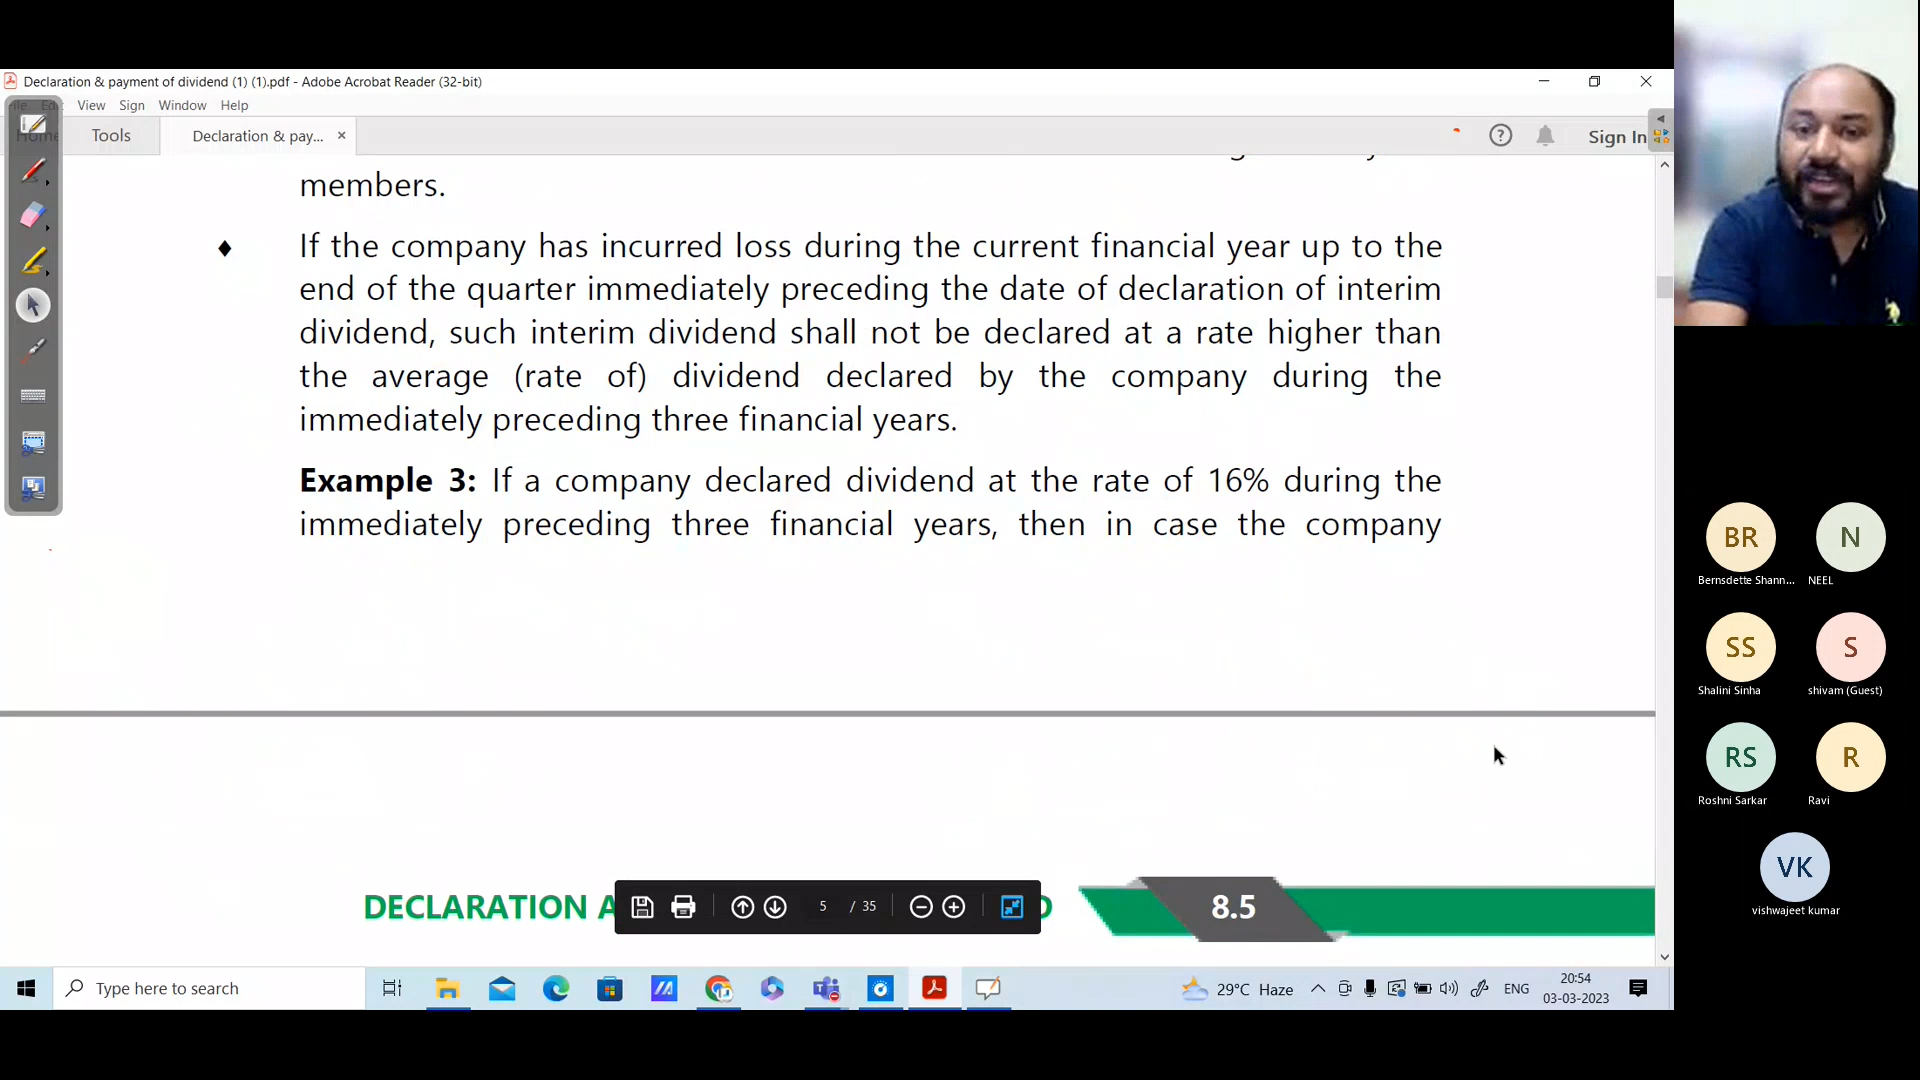 Declaration & payment of dividend (1) (1).pdf - Adobe Acrobat Reader (32-bit)
View Sign Window Help
Tools
Declaration & pay... ×
Sign In
members.
♦ If the company has incurred loss during the current financial year up to the
end of the quarter immediately preceding the date of declaration of interim
dividend, such interim dividend shall not be declared at a rate higher than
the average (rate of) dividend declared by the company during the
immediately preceding three financial years.
Example 3: If a company declared dividend at the rate of 16% during the
immediately preceding three financial years, then in case the company
DECLARATION A
5 / 35
8.5
BR
Bernsdette Shann...
N
NEEL
SS
Shalini Sinha
S
shivam (Guest)
RS
Roshni Sarkar
R
Ravi
VK
vishwajeet kumar
Type here to search
29°C Haze
ENG
20:54
03-03-2023